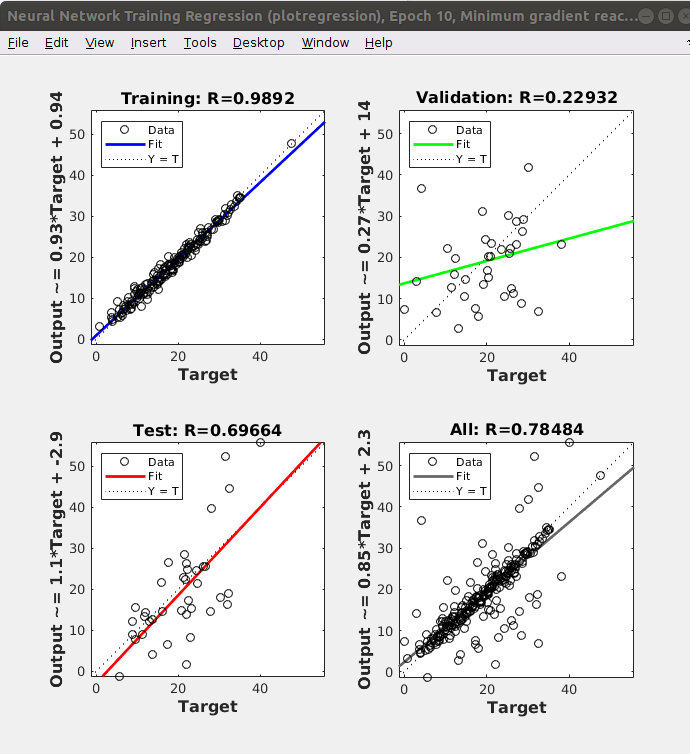 Neural Network Training Regression (plotregression), Epoch 10, Minimum gradient reac...
File Edit View Insert Tools Desktop Window Help
Training: R=0.9892
Output ~= 0.93*Target + 0.94
Data
Fit
Y = T
50
40
30
20
10
0
0 20 40
Target
Validation: R=0.22932
Output ~= 0.27*Target + 14
Data
Fit
Y = T
50
40
30
20
10
0
0 20 40
Target
Test: R=0.69664
Output ~= 1.1*Target + -2.9
Data
Fit
Y = T
50
40
30
20
10
0
0 20 40
Target
All: R=0.78484
Output ~= 0.85*Target + 2.3
Data
Fit
Y = T
50
40
30
20
10
0
0 20 40
Target